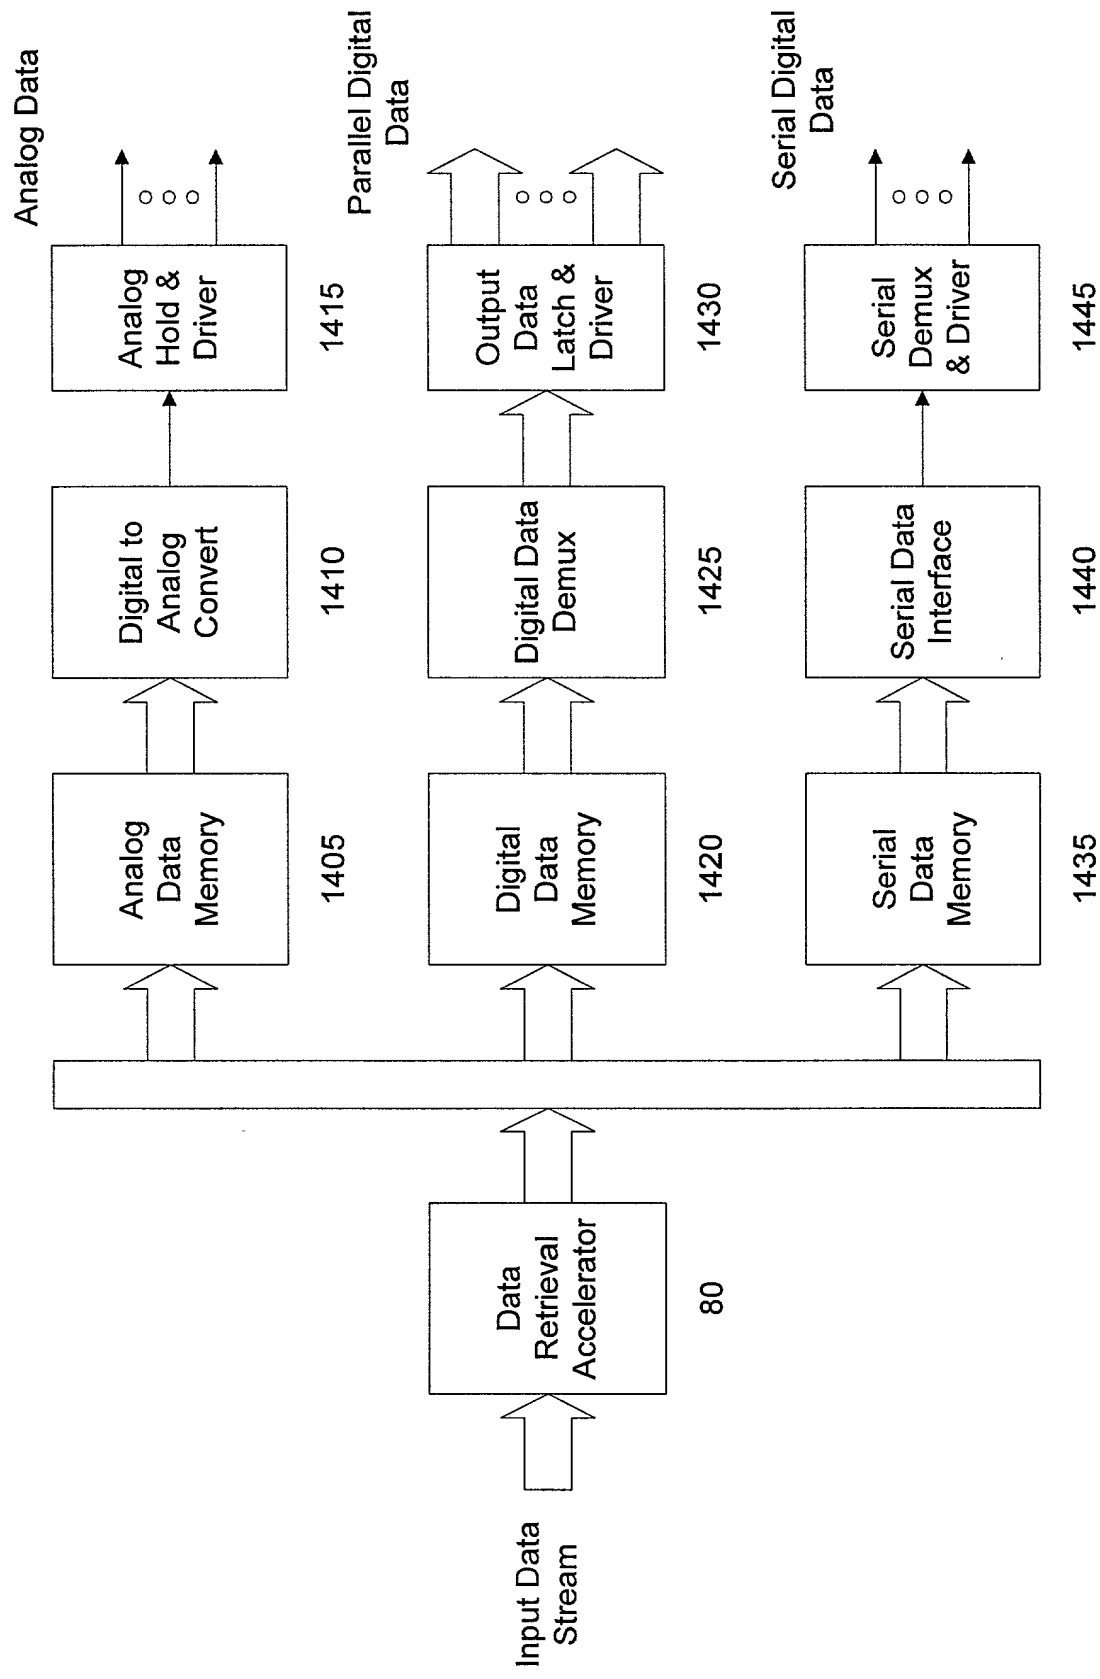 Input Data
Stream
Data
Retrieval
Accelerator
80
Analog
Data
Memory
1405
Digital to
Analog
Convert
1410
Analog
Hold &
Driver
1415
Analog Data
Digital
Data
Memory
1420
Digital Data
Demux
1425
Output
Data
Latch &
Driver
1430
Parallel Digital
Data
Serial
Data
Memory
1435
Serial Data
Interface
1440
Serial
Demux
& Driver
1445
Serial Digital
Data